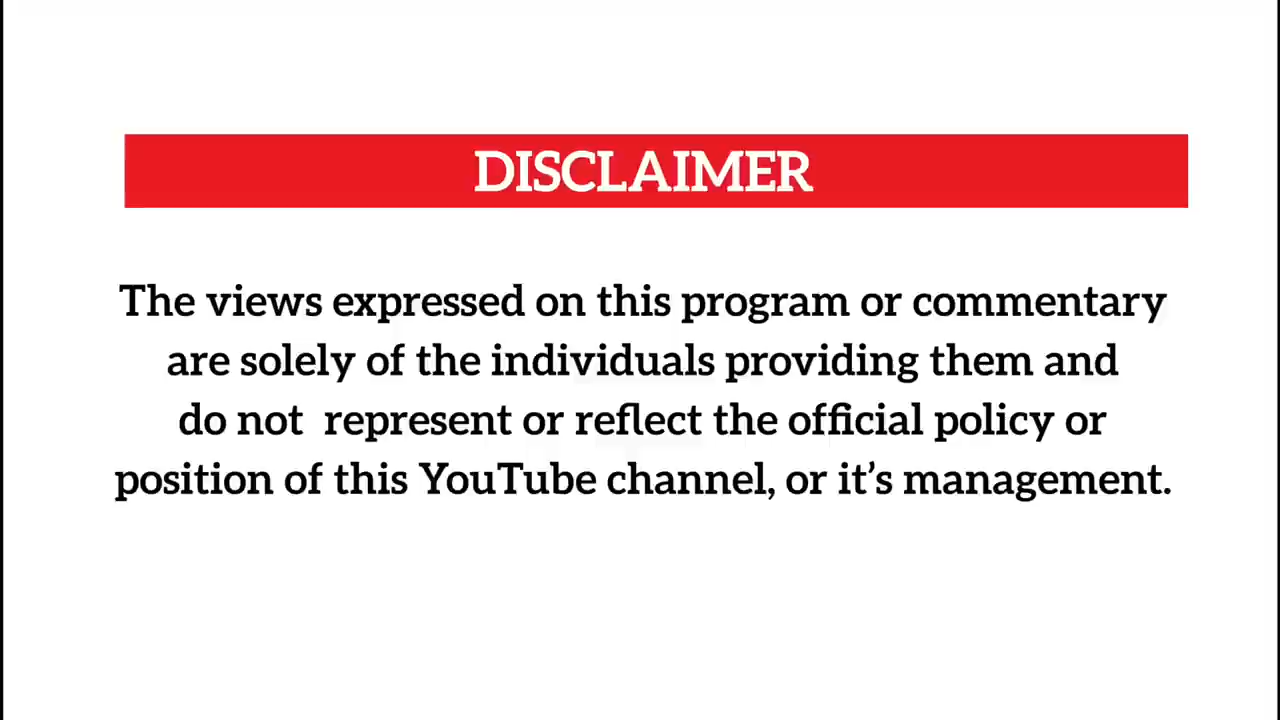 DISCLAIMER
The views expressed on this program or commentary
are solely of the individuals providing them and
do not  represent or reflect the official policy or
position of this YouTube channel, or it’s management.